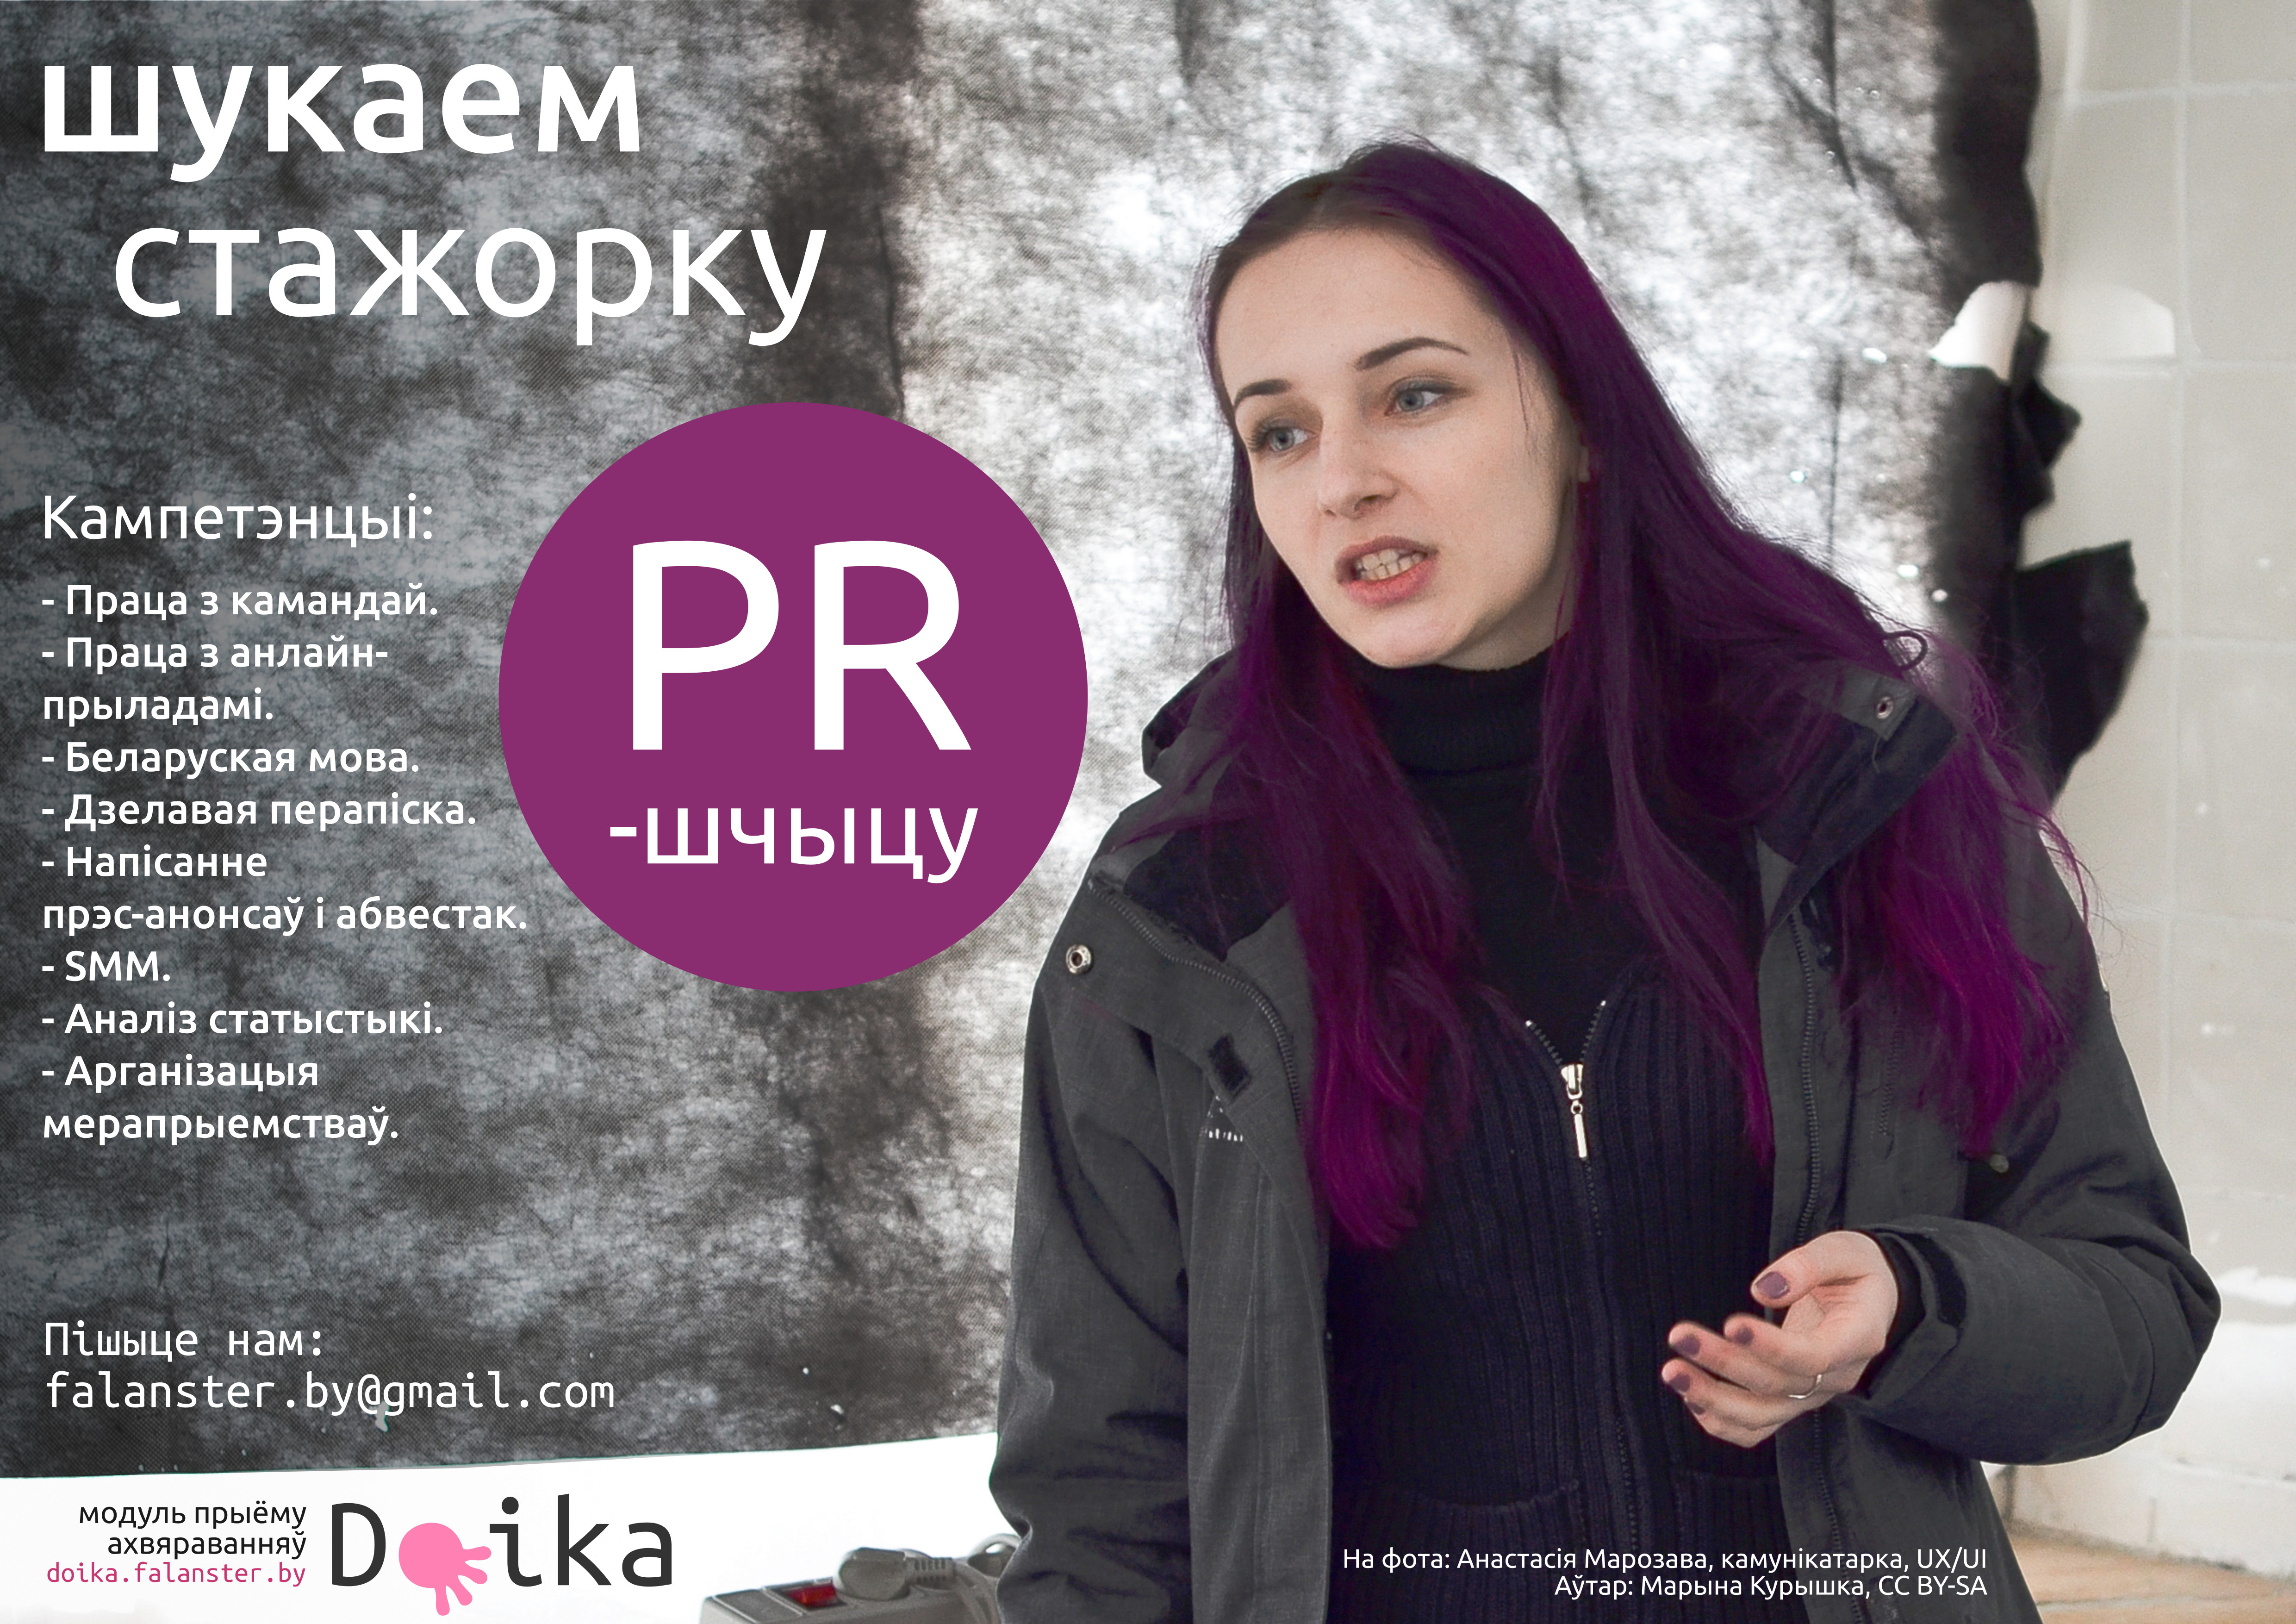 шукаем
стажорку
PR
-шчыцу
Кампетэнцыі:
- Праца з камандай.
- Праца з анлайн-
прыладамі.
- Беларуская мова.
- Дзелавая перапіска.
- Напісанне
прэс-анонсаў і абвестак.
- SMM.
- Аналіз статыстыкі.
- Арганізацыя
мерапрыемстваў.
Пішыце нам:
falanster.by@gmail.com
модуль прыёму
ахвяраванняў
doika.falanster.by
Doika
На фота: Анастасія Марозава, камунікатарка, UX/UI
Аўтар: Марына Курышка, CC BY-SA